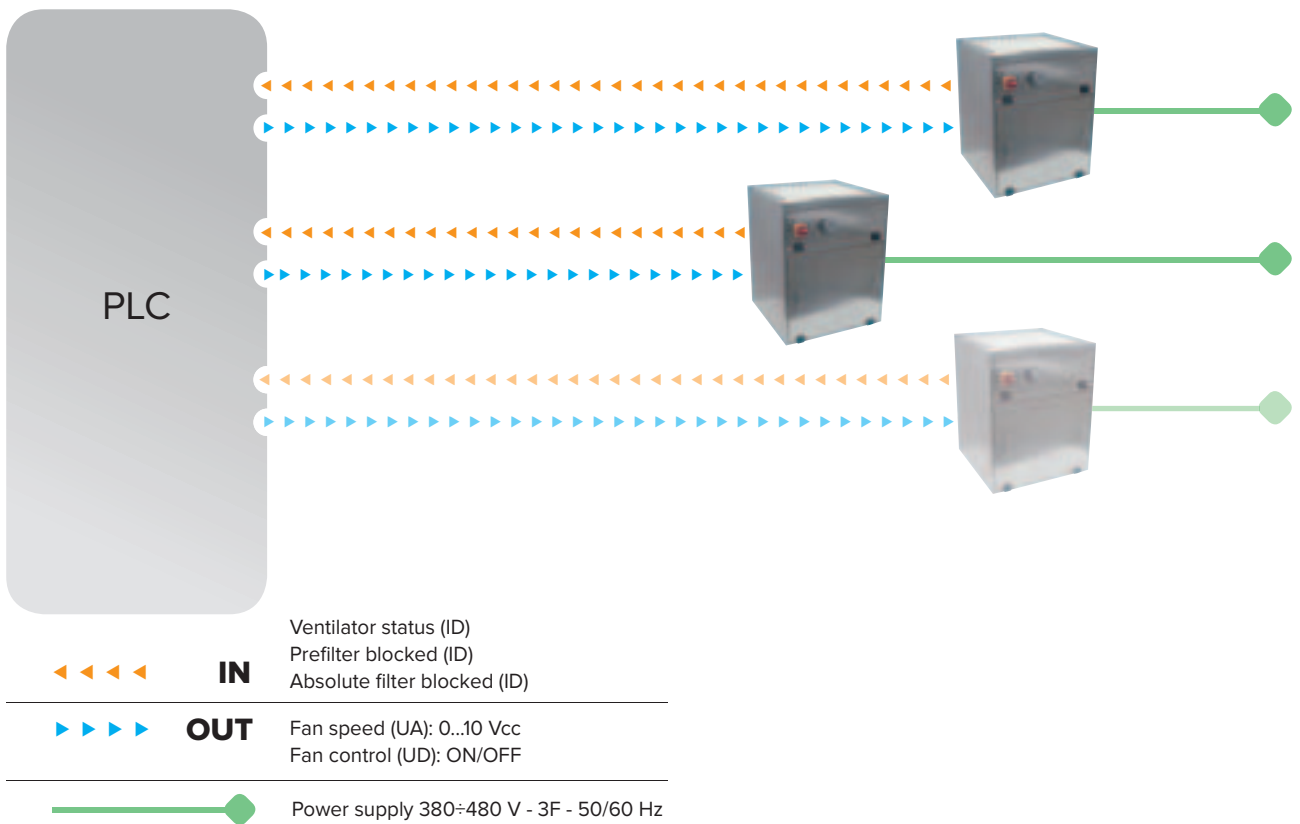 PLC
IN
Ventilator status (ID)
Prefilter blocked (ID)
Absolute filter blocked (ID)
OUT
Fan speed (UA): 0...10 Vcc
Fan control (UD): ON/OFF
Power supply 380÷480 V - 3F - 50/60 Hz